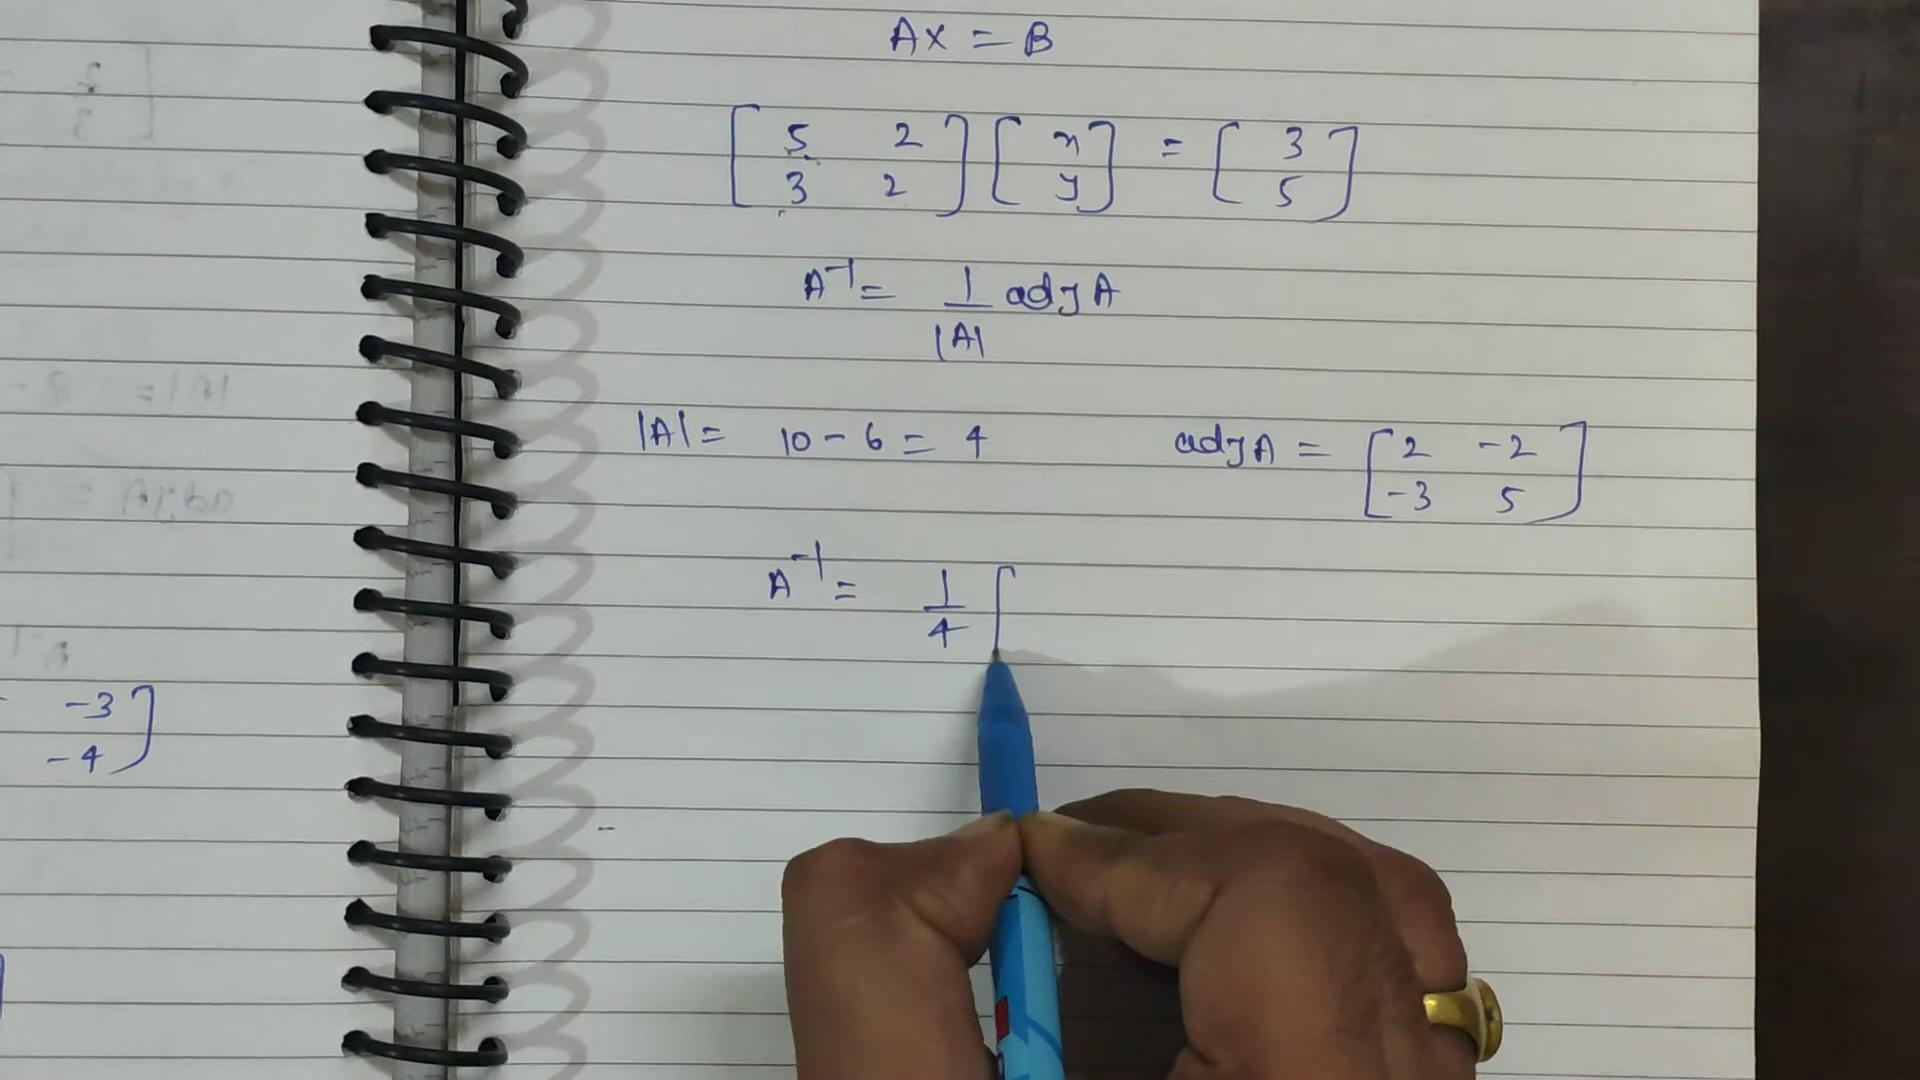 AX = B
[5 2
3 2] [x
y] = [3
5]
A⁻¹ = 1/|A| adj A
|A| = 10 - 6 = 4
adj A = [2 -2
-3 5]
A⁻¹ = 1/4 [
-3]
-4]